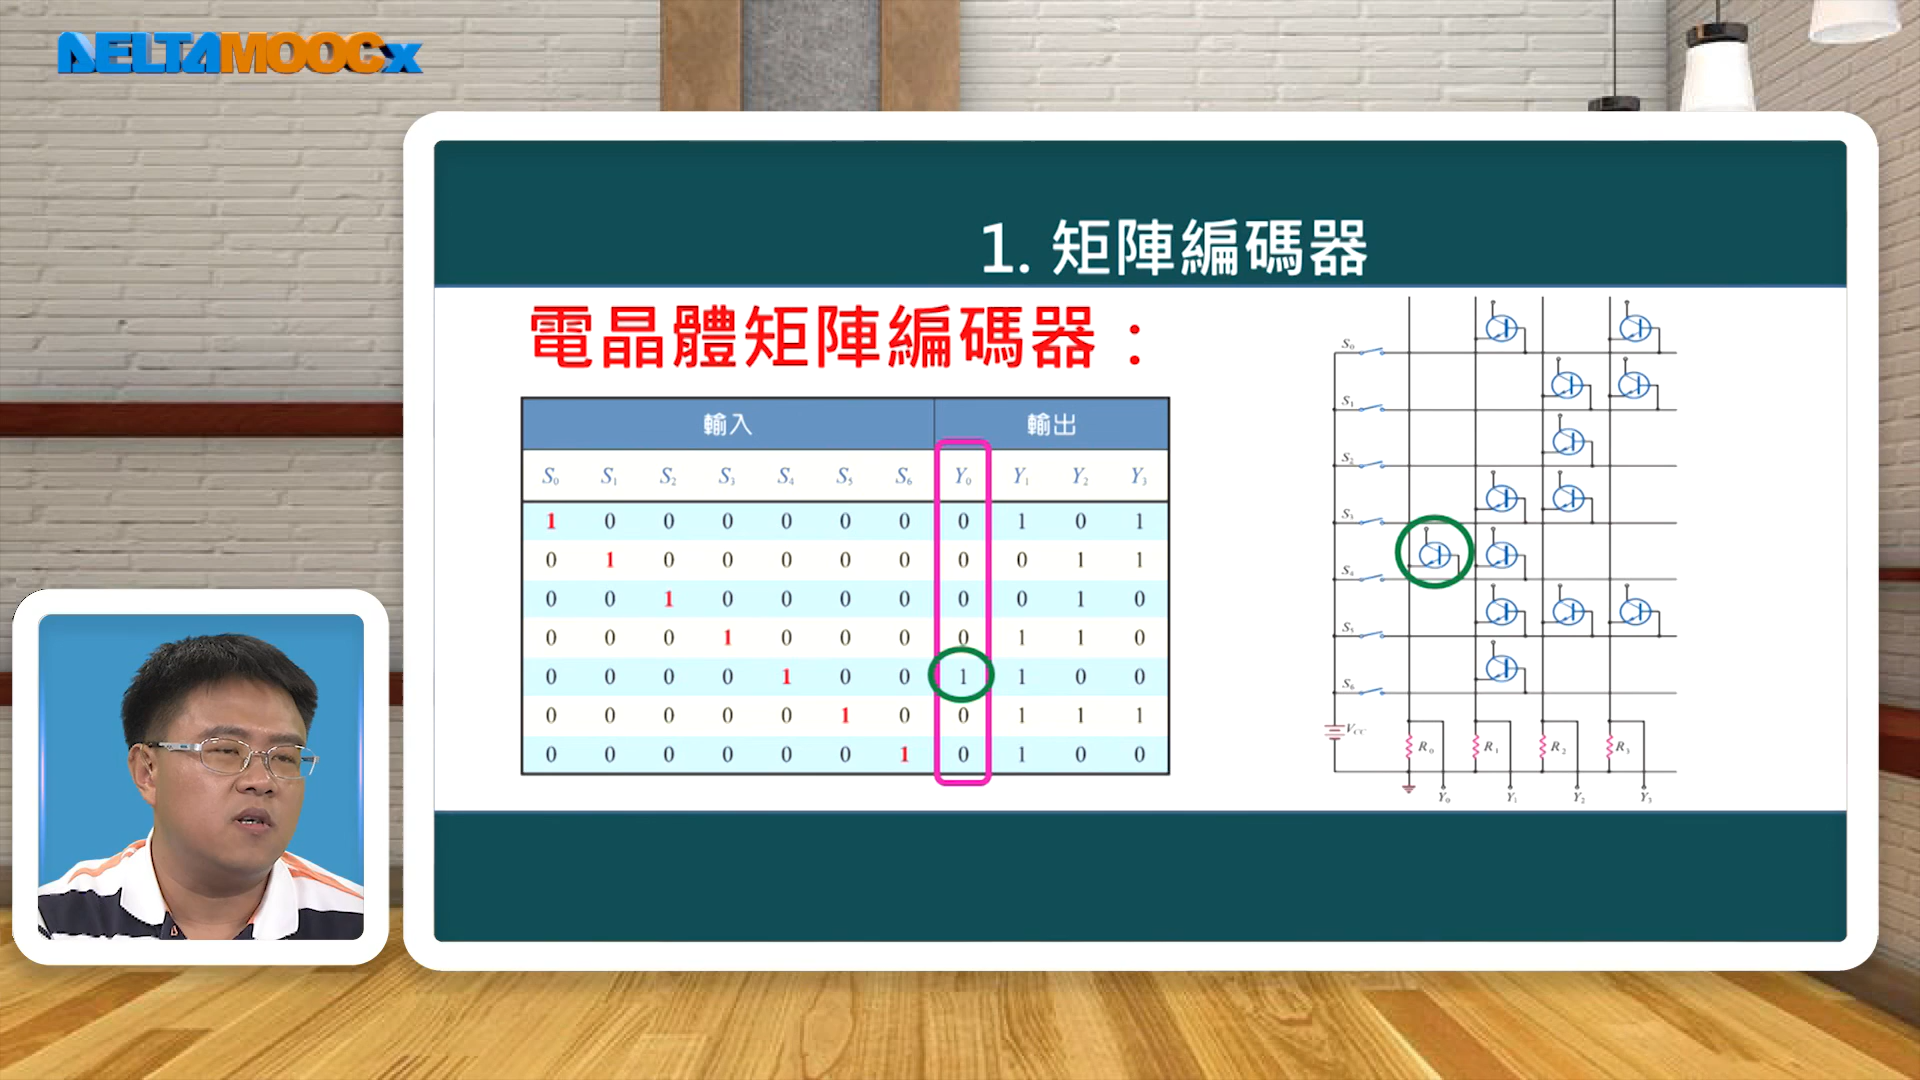 DELTAMOOCx
1. 矩陣編碼器
電晶體矩陣編碼器：
輸入 輸出
S0 S1 S2 S3 S4 S5 S6 Y0 Y1 Y2 Y3
1 0 0 0 0 0 0 0 1 0 1
0 1 0 0 0 0 0 0 0 1 1
0 0 1 0 0 0 0 0 0 1 0
0 0 0 1 0 0 0 0 1 1 0
0 0 0 0 1 0 0 1 1 0 0
0 0 0 0 0 1 0 0 1 1 1
0 0 0 0 0 0 1 0 1 0 0
S0
S1
S2
S3
S4
S5
S6
VCC
R0 R1 R2 R3
Y0 Y1 Y2 Y3